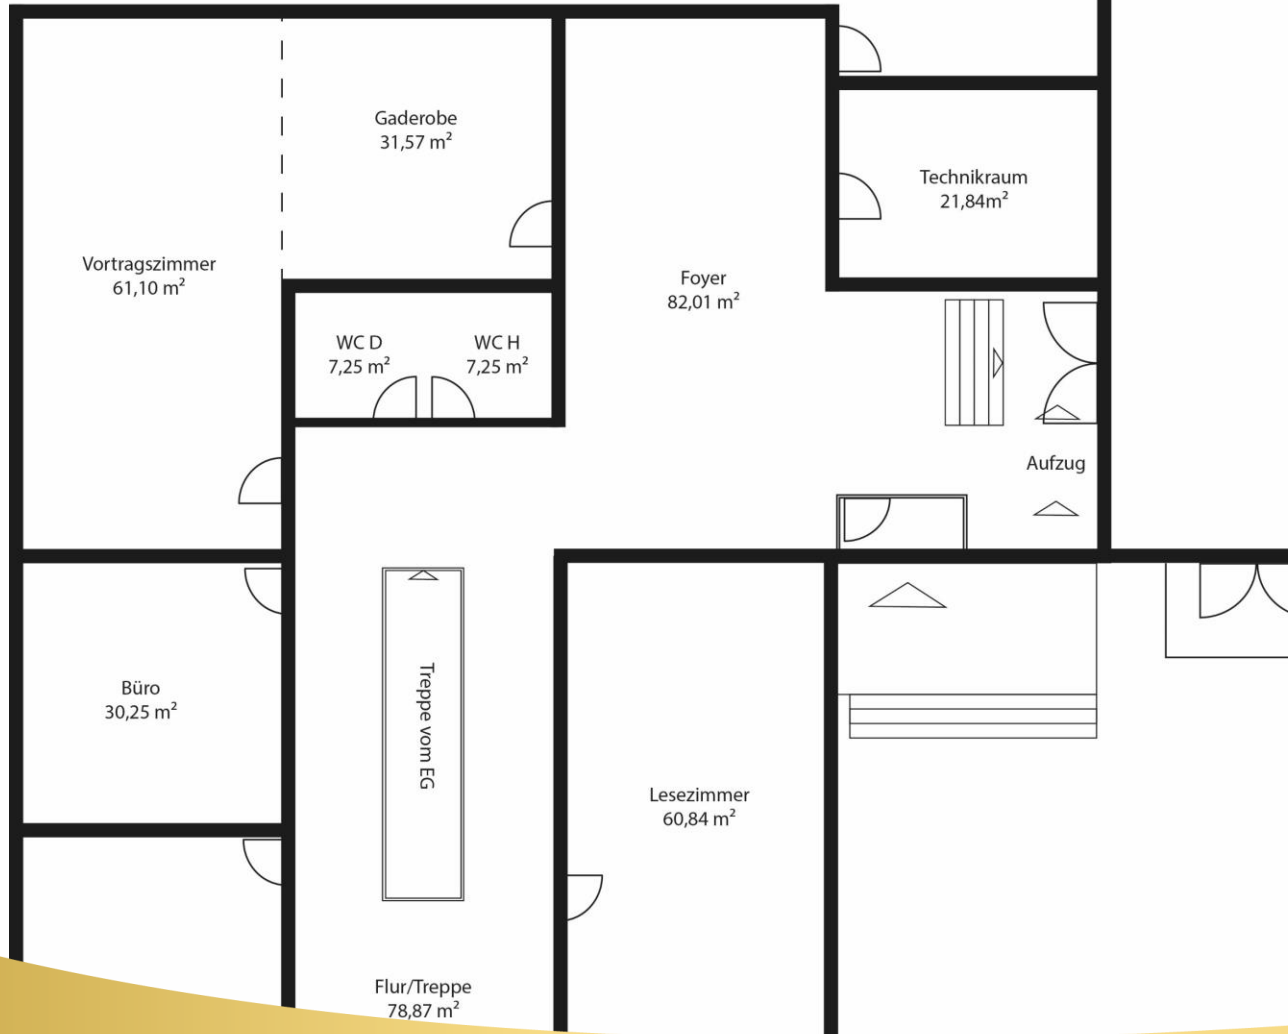 Gaderobe
31,57 m²
Technikraum
21,84m²
Vortragszimmer
61,10 m²
Foyer
82,01 m²
WC D
7,25 m²
WC H
7,25 m²
Aufzug
Büro
30,25 m²
Treppe vom EG
Lesezimmer
60,84 m²
Flur/Treppe
78,87 m²